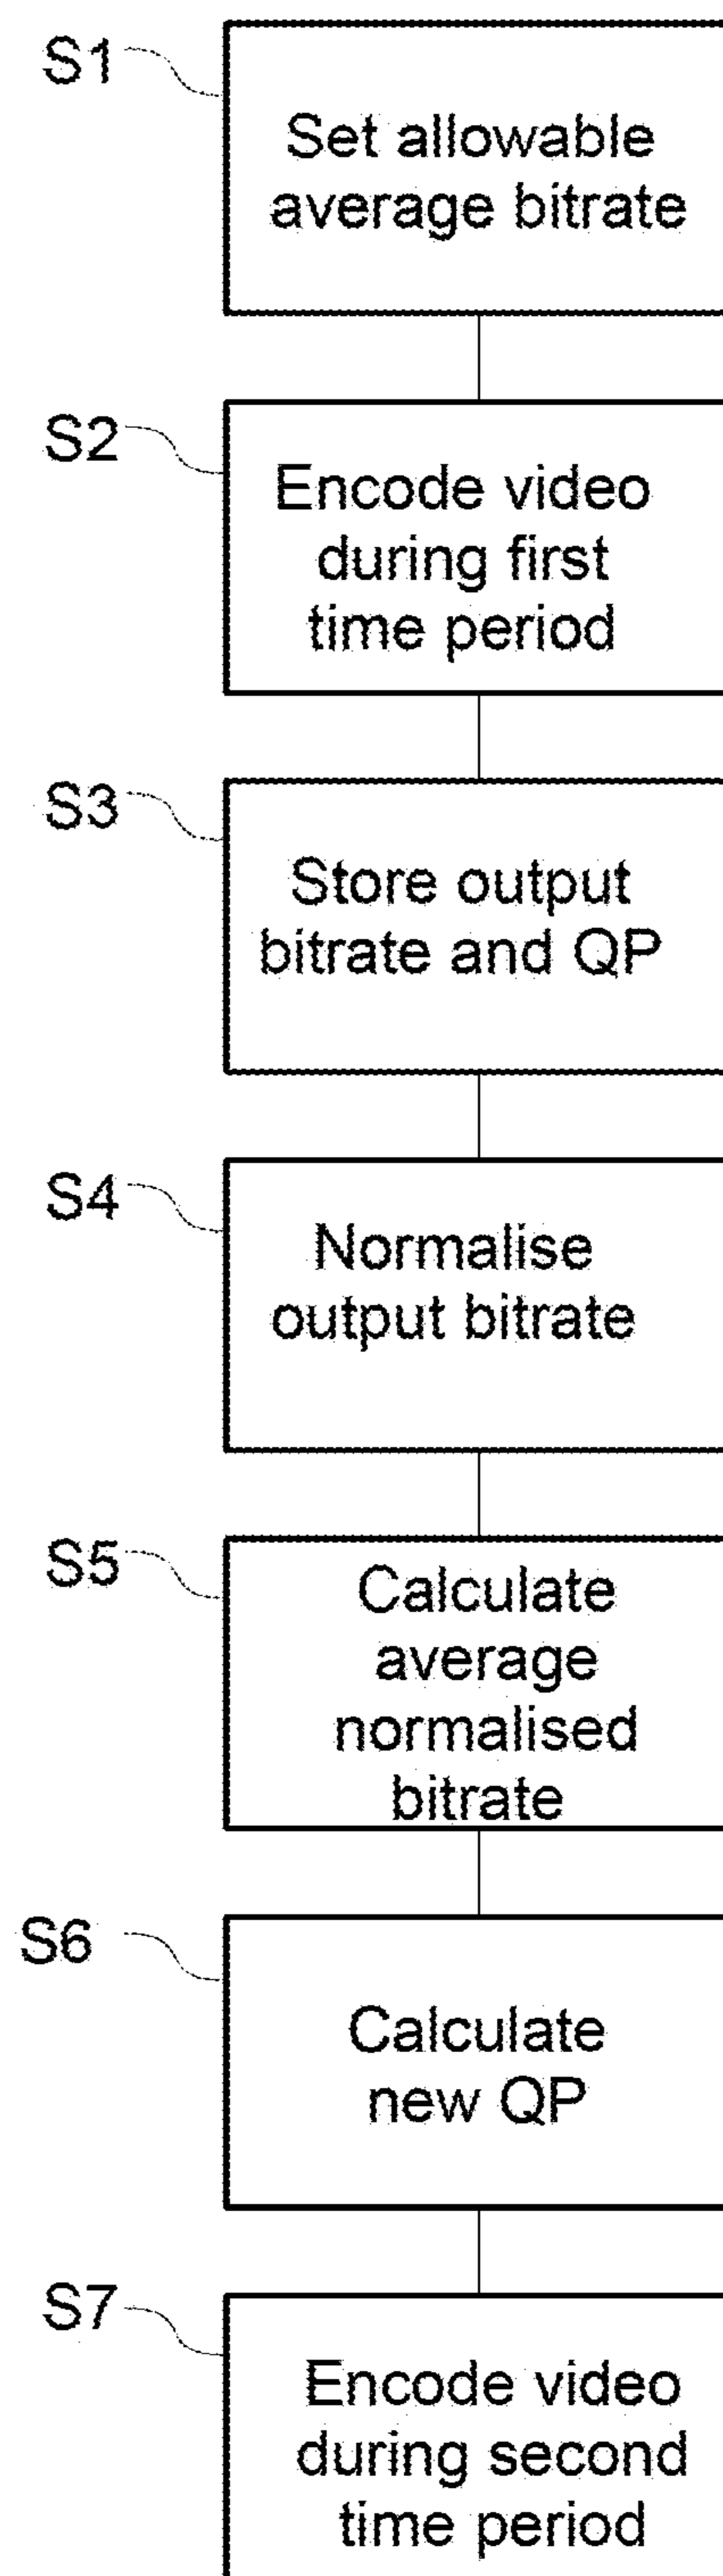 S1
Set allowable
average bitrate
S2
Encode video
during first
time period
S3
Store output
bitrate and QP
S4
Normalise
output bitrate
S5
Calculate
average
normalised
bitrate
S6
Calculate
new QP
S7
Encode video
during second
time period